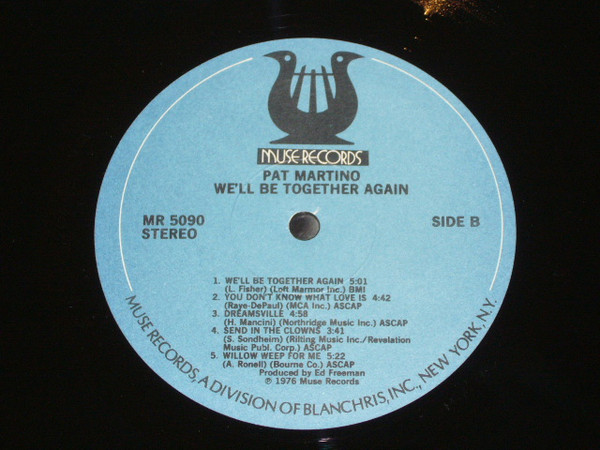 MUSE RECORDS
PAT MARTINO
WE'LL BE TOGETHER AGAIN
MR 5090
STEREO
SIDE B
1. WE'LL BE TOGETHER AGAIN 5:01
(L. Fisher) (Loft Marmor Inc.) BMI
2. YOU DON'T KNOW WHAT LOVE IS 4:42
(Raye-DePaul) (MCA Inc.) ASCAP
3. DREAMSVILLE 4:58
(H. Mancini) (Northridge Music Inc.) ASCAP
4. SEND IN THE CLOWNS 3:41
(S. Sondheim) (Rilting Music Inc./Revelation
Music Publ. Corp.) ASCAP
5. WILLOW WEEP FOR ME 5:22
(A. Ronell) (Bourne Co.) ASCAP
Produced by Ed Freeman
℗ 1976 Muse Records
MUSE RECORDS, A DIVISION OF BLANCHRIS, INC., NEW YORK, N.Y.